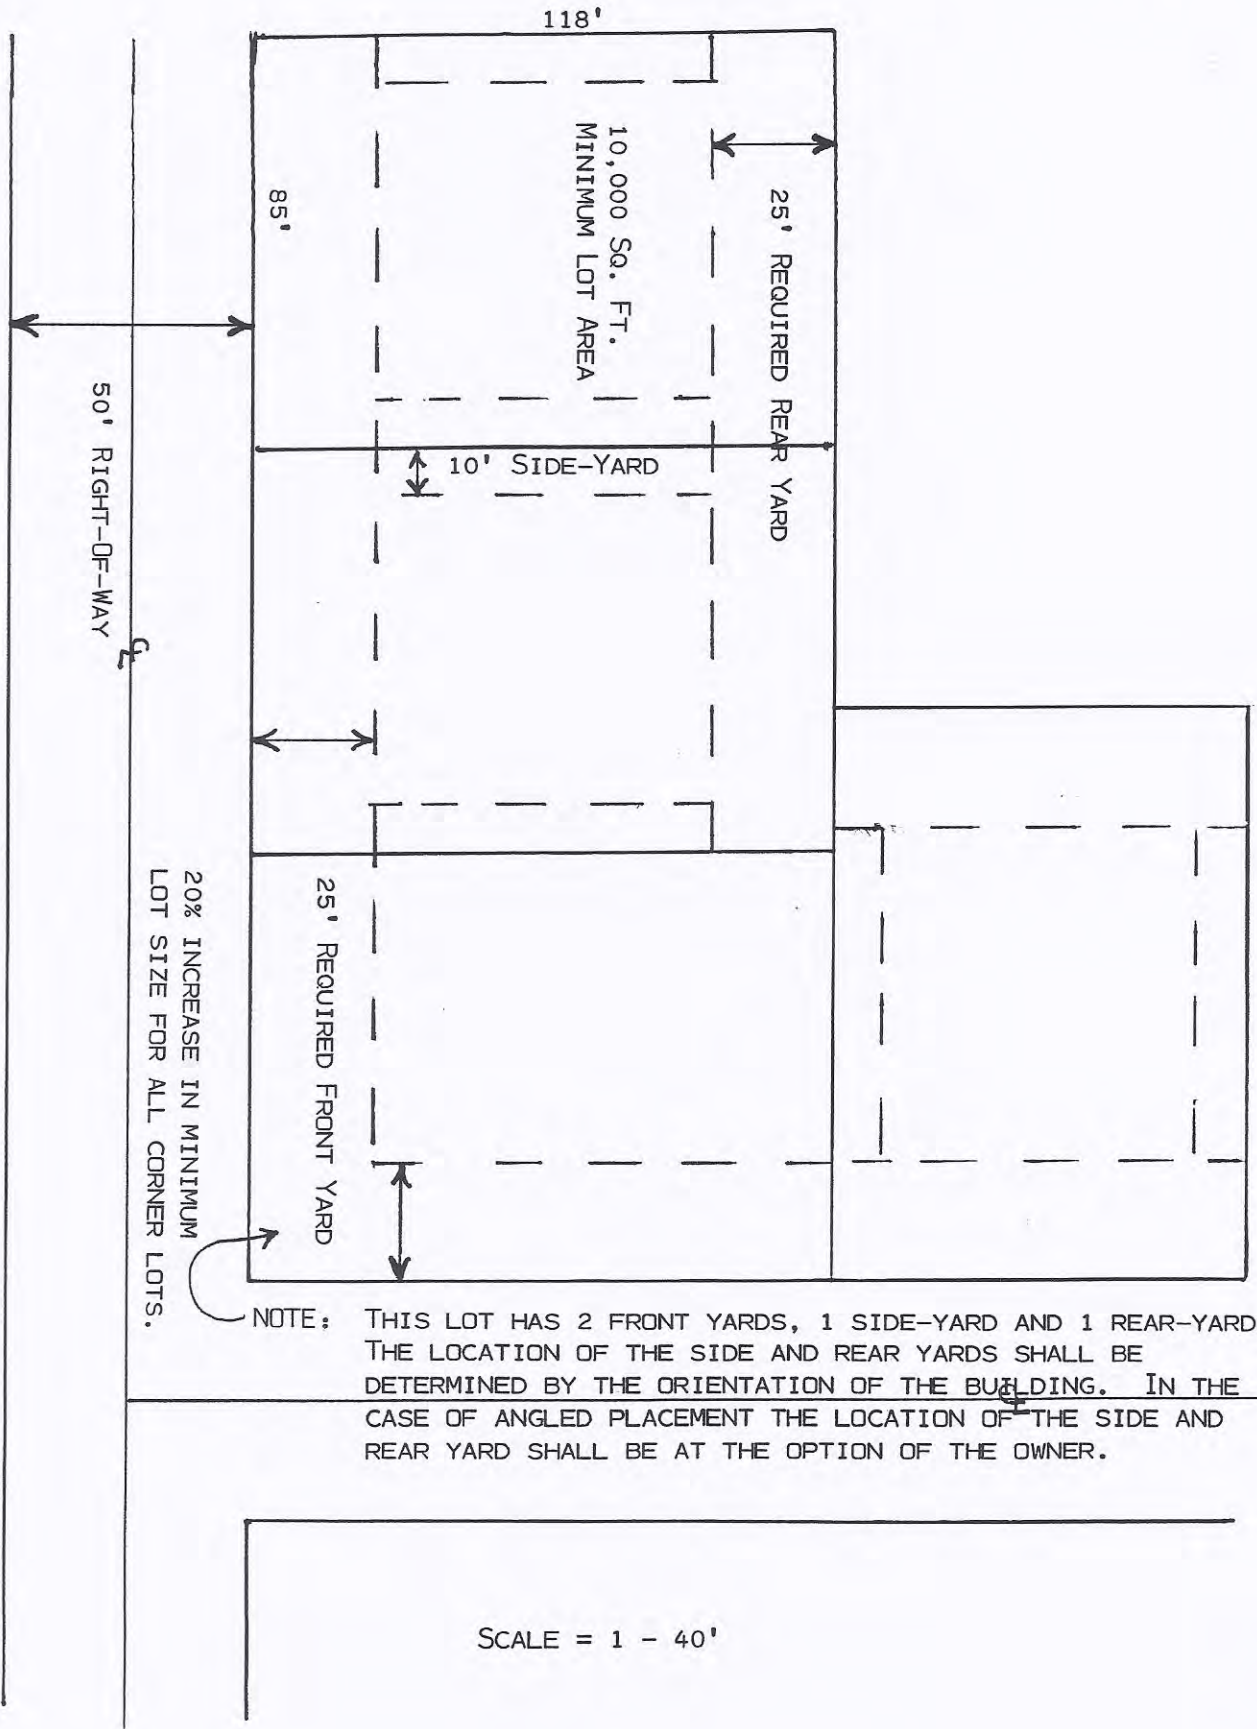 118'
10,000 SQ. FT.
MINIMUM LOT AREA
25' REQUIRED REAR YARD
85'
10' SIDE-YARD
50' RIGHT-OF-WAY
℄
25' REQUIRED FRONT YARD
20% INCREASE IN MINIMUM
LOT SIZE FOR ALL CORNER LOTS.
NOTE: THIS LOT HAS 2 FRONT YARDS, 1 SIDE-YARD AND 1 REAR-YARD
THE LOCATION OF THE SIDE AND REAR YARDS SHALL BE
DETERMINED BY THE ORIENTATION OF THE BUILDING. IN THE
℄
CASE OF ANGLED PLACEMENT THE LOCATION OF THE SIDE AND
REAR YARD SHALL BE AT THE OPTION OF THE OWNER.
SCALE = 1 - 40'